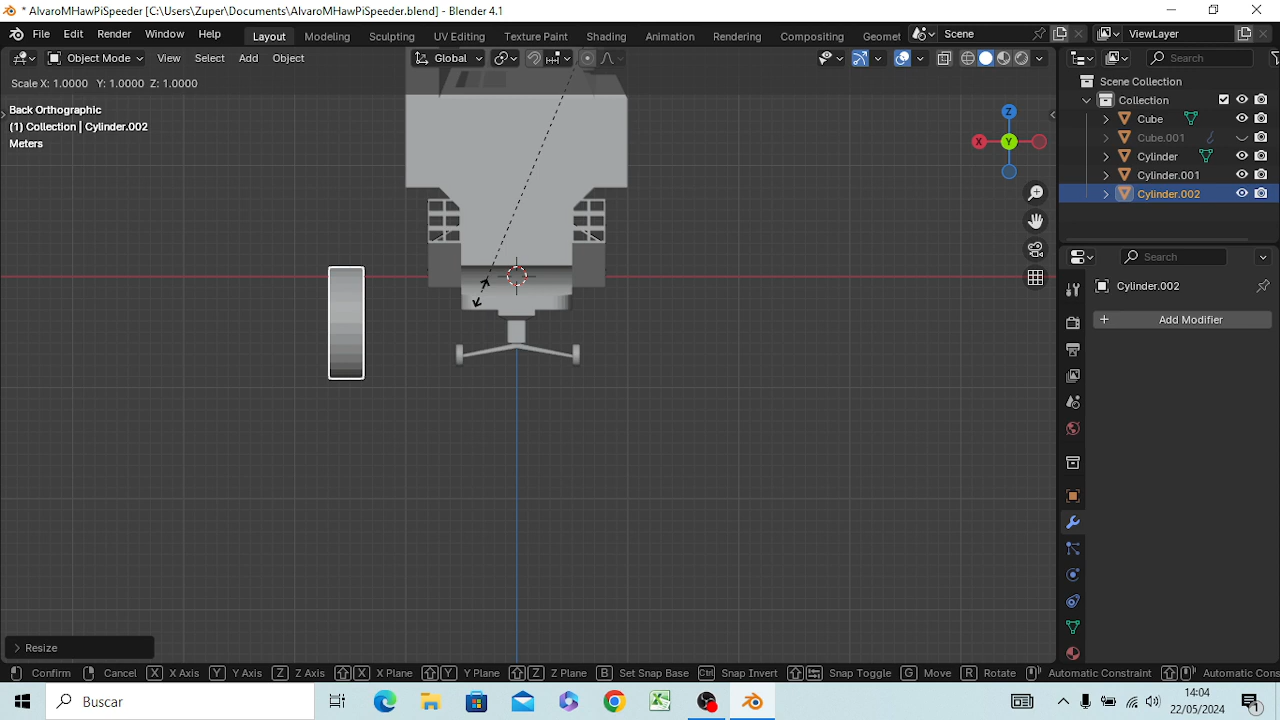 * AlvaroMHawPiSpeeder [C:\Users\Zuper\Documents\AlvaroMHawPiSpeeder.blend] - Blender 4.1
File Edit Render Window Help Layout Modeling Sculpting UV Editing Texture Paint Shading Animation Rendering Compositing Geomet Scene ViewLayer
Object Mode View Select Add Object Global Search
Scale X: 1.0000 Y: 1.0000 Z: 1.0000
Back Orthographic
(1) Collection | Cylinder.002
Meters
Z
X
Y
Scene Collection
Collection
Cube
Cube.001
Cylinder
Cylinder.001
Cylinder.002
Search
Cylinder.002
Add Modifier
Resize
Confirm Cancel X X Axis Y Y Axis Z Z Axis X X Plane Y Y Plane Z Z Plane B Set Snap Base Ctrl Snap Invert Snap Toggle G Move R Rotate Automatic Constraint Automatic Cons
Buscar
14:04
22/05/2024
1